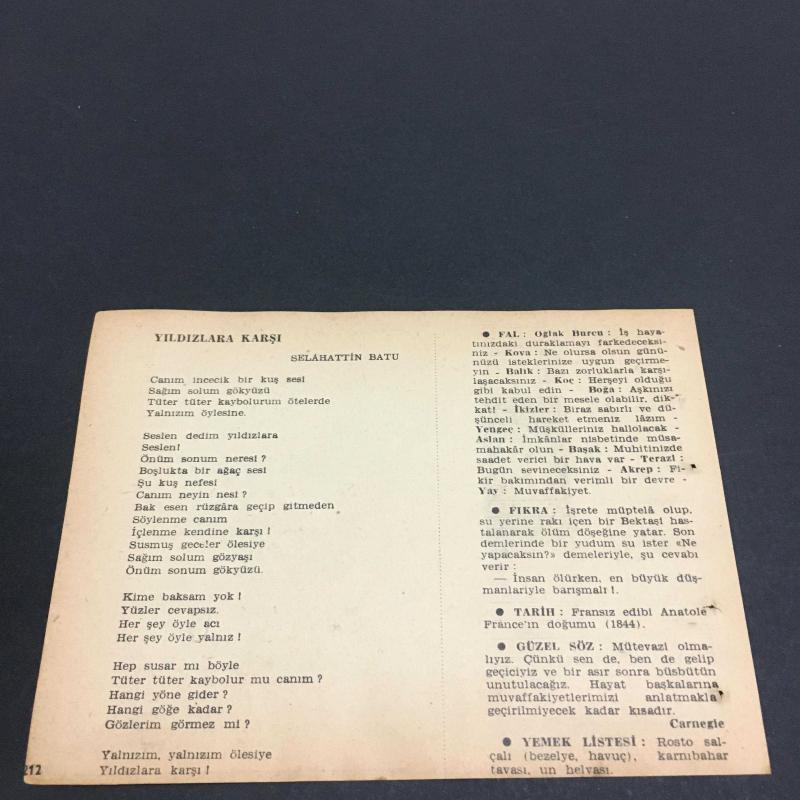 YILDIZLARA KARŞI
SELÂHATTİN BATU
Canım incecik bir kuş sesi
Sağım solum gökyüzü
Tüter tüter kaybolurum ötelerde
Yalnızım öylesine.
Seslen dedim yıldızlara
Seslen!
Önüm sonum neresi?
Boşlukta bir ağaç sesi
Şu kuş nefesi
Canım neyin nesi?
Bak esen rüzgâra geçip gitmeden
Söylenme canım
İçlenme kendine karşı!
Susmuş geceler ölesiye
Sağım solum gözyaşı
Önüm sonum gökyüzü.
Kime baksam yok!
Yüzler cevapsız.
Her şey öyle acı
Her şey öyle yalnız!
Hep susar mı böyle
Tüter tüter kaybolur mu canım?
Hangi yöne gider?
Hangi göğe kadar?
Gözlerim görmez mi?
Yalnızım, yalnızım ölesiye
Yıldızlara karşı!
212
● FAL: Oğlak Burcu: İş haya-
tınızdaki duraklamayı farkedeceksi-
niz - Kova: Ne olursa olsun günü-
nüzü isteklerinize uygun geçirme-
yin - Balık: Bazı zorluklarla karşı-
laşacaksınız - Koç: Herşeyi olduğu
gibi kabul edin - Boğa: Aşkınızı
tehdit eden bir mesele olabilir, dik-
kat! - İkizler: Biraz sabırlı ve dü-
şünceli hareket etmeniz lâzım -
Yengeç: Müşkülleriniz hallolacak -
Aslan: İmkânlar nisbetinde müsa-
mahakâr olun - Başak: Muhitinizde
saadet verici bir hava var - Terazi:
Bugün sevineceksiniz - Akrep: Fi-
kir bakımından verimli bir devre -
Yay: Muvaffakiyet.
● FIKRA: İşrete müptelâ olup,
su yerine rakı içen bir Bektaşi has-
talanarak ölüm döşeğine yatar. Son
demlerinde bir yudum su ister «Ne
yapacaksın?» demeleriyle, şu cevabı
verir:
— İnsan ölürken, en büyük düş-
manlariyle barışmalı!.
● TARİH: Fransız edibi Anatole
France'ın doğumu (1844).
● GÜZEL SÖZ: Mütevazi olma-
lıyız. Çünkü sen de, ben de gelip
geçiciyiz ve bir asır sonra büsbütün
unutulacağız. Hayat başkalarına
muvaffakiyetlerimizi anlatmakla
geçirilmiyecek kadar kısadır.
Carnegie
● YEMEK LİSTESİ: Rosto sal-
çalı (bezelye, havuç), karnıbahar
tavası, un helvası.